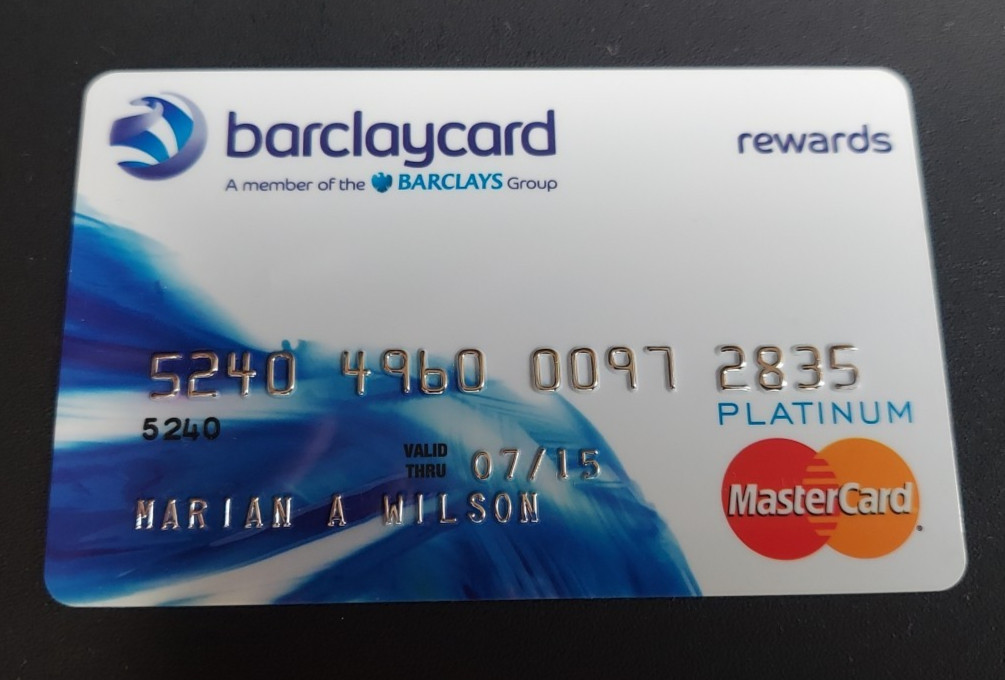 barclaycard
rewards
A member of the BARCLAYS Group
5240 4960 0097 2835
5240
PLATINUM
VALID THRU 07/15
MARIAN A WILSON
MasterCard